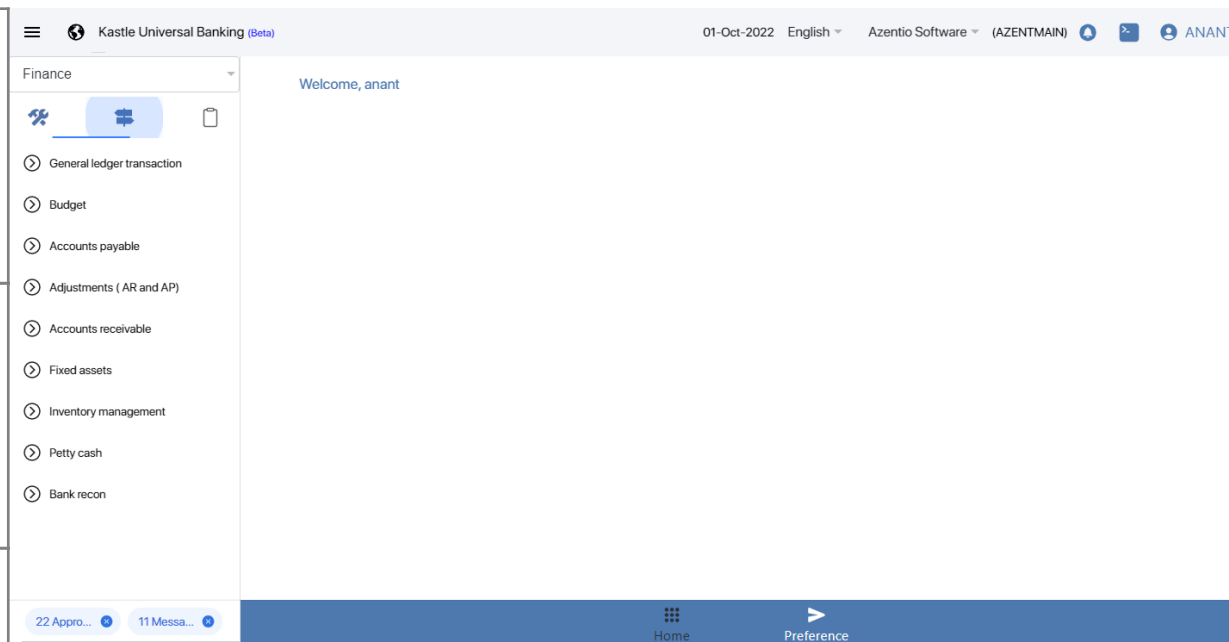 Kastle Universal Banking (Beta)
01-Oct-2022 English Azentio Software (AZENTMAIN) ANANT
Finance
Welcome, anant
General ledger transaction
Budget
Accounts payable
Adjustments ( AR and AP)
Accounts receivable
Fixed assets
Inventory management
Petty cash
Bank recon
22 Appro... 11 Messa...
Home Preference